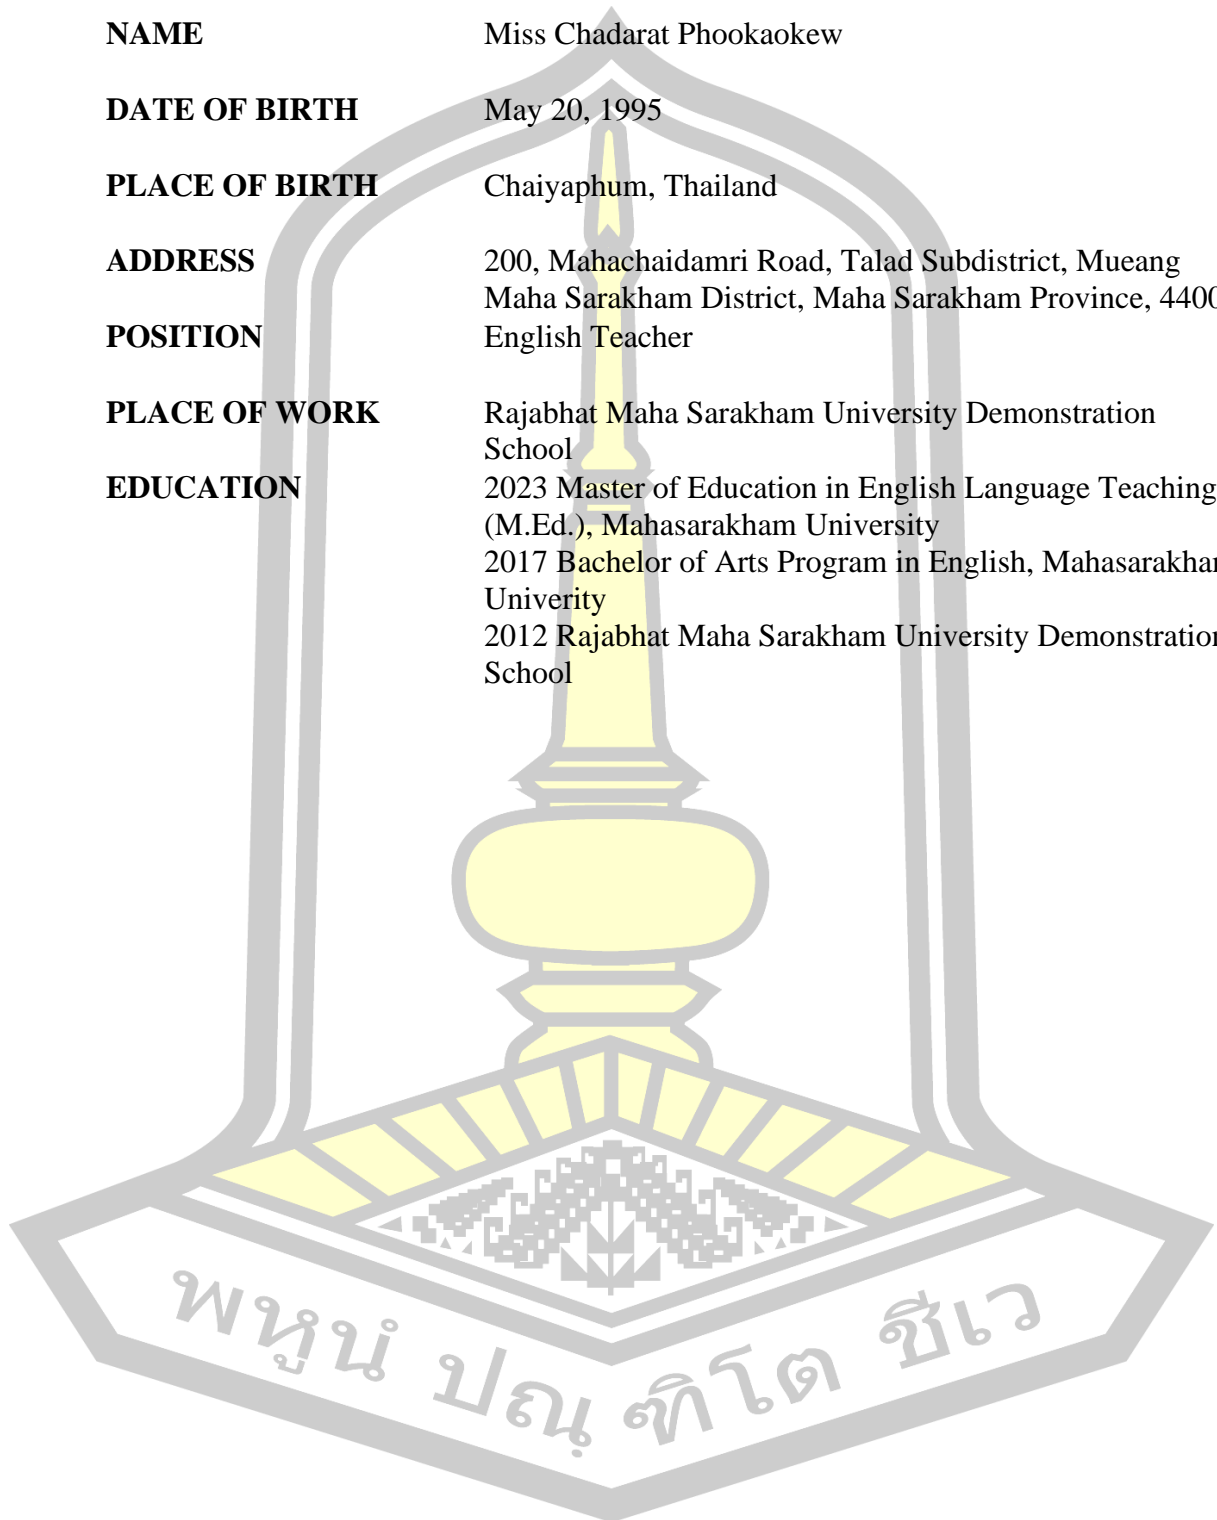 NAME Miss Chadarat Phookaokew
DATE OF BIRTH May 20, 1995
PLACE OF BIRTH Chaiyaphum, Thailand
ADDRESS 200, Mahachaidamri Road, Talad Subdistrict, Mueang
Maha Sarakham District, Maha Sarakham Province, 4400
POSITION English Teacher
PLACE OF WORK Rajabhat Maha Sarakham University Demonstration
School
EDUCATION 2023 Master of Education in English Language Teaching
(M.Ed.), Mahasarakham University
2017 Bachelor of Arts Program in English, Mahasarakham
Univerity
2012 Rajabhat Maha Sarakham University Demonstration
School
พหูนํ ปณฺฑิโต ชีเว